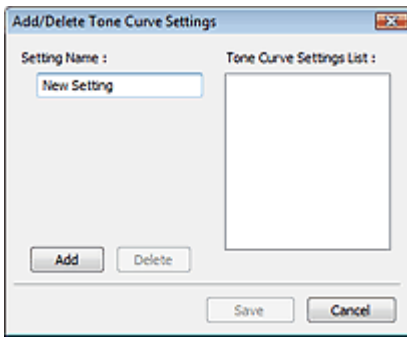 Add/Delete Tone Curve Settings
Setting Name :
Tone Curve Settings List :
New Setting
Add
Delete
Save
Cancel